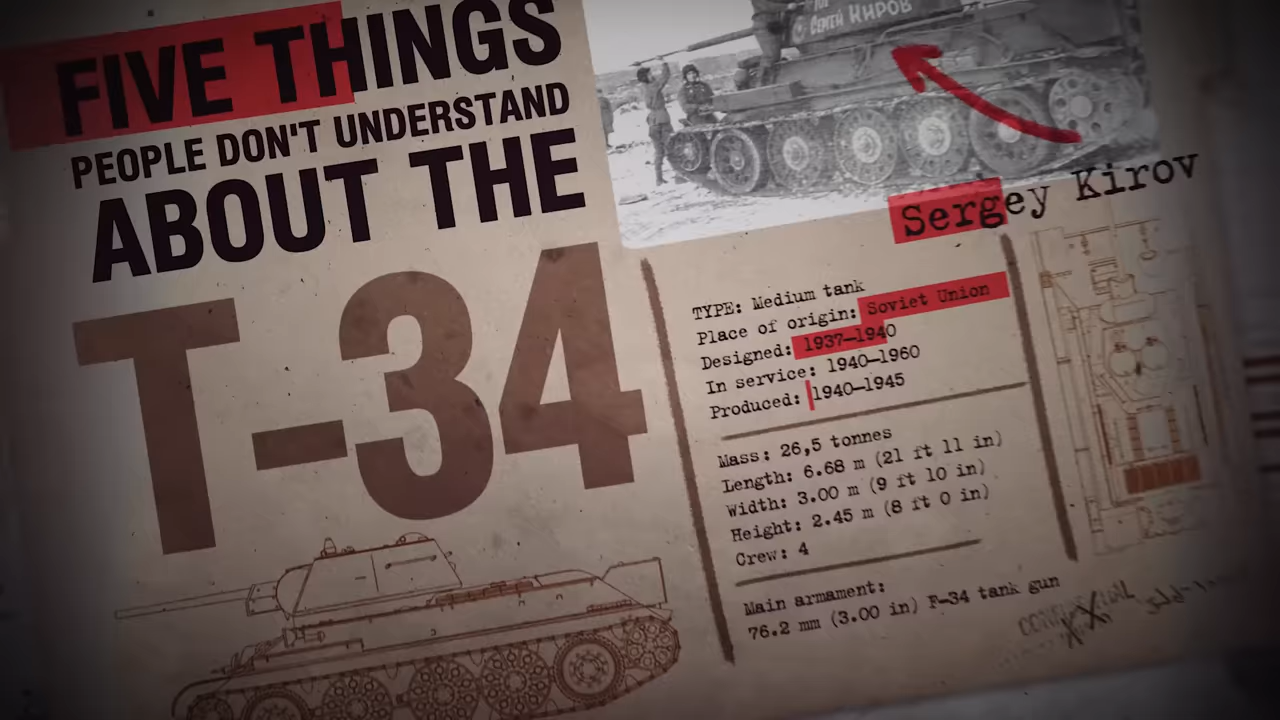 FIVE THINGS
PEOPLE DON'T UNDERSTAND
ABOUT THE
T-34
СЕРГЕЙ КИРОВ
Sergey Kirov
TYPE: Medium tank
Place of origin: Soviet Union
Designed: 1937—1940
In service: 1940—1960
Produced: 1940—1945
Mass: 26,5 tonnes
Length: 6.68 m (21 ft 11 in)
Width: 3.00 m (9 ft 10 in)
Height: 2.45 m (8 ft 0 in)
Crew: 4
Main armament:
76.2 mm (3.00 in) F-34 tank gun